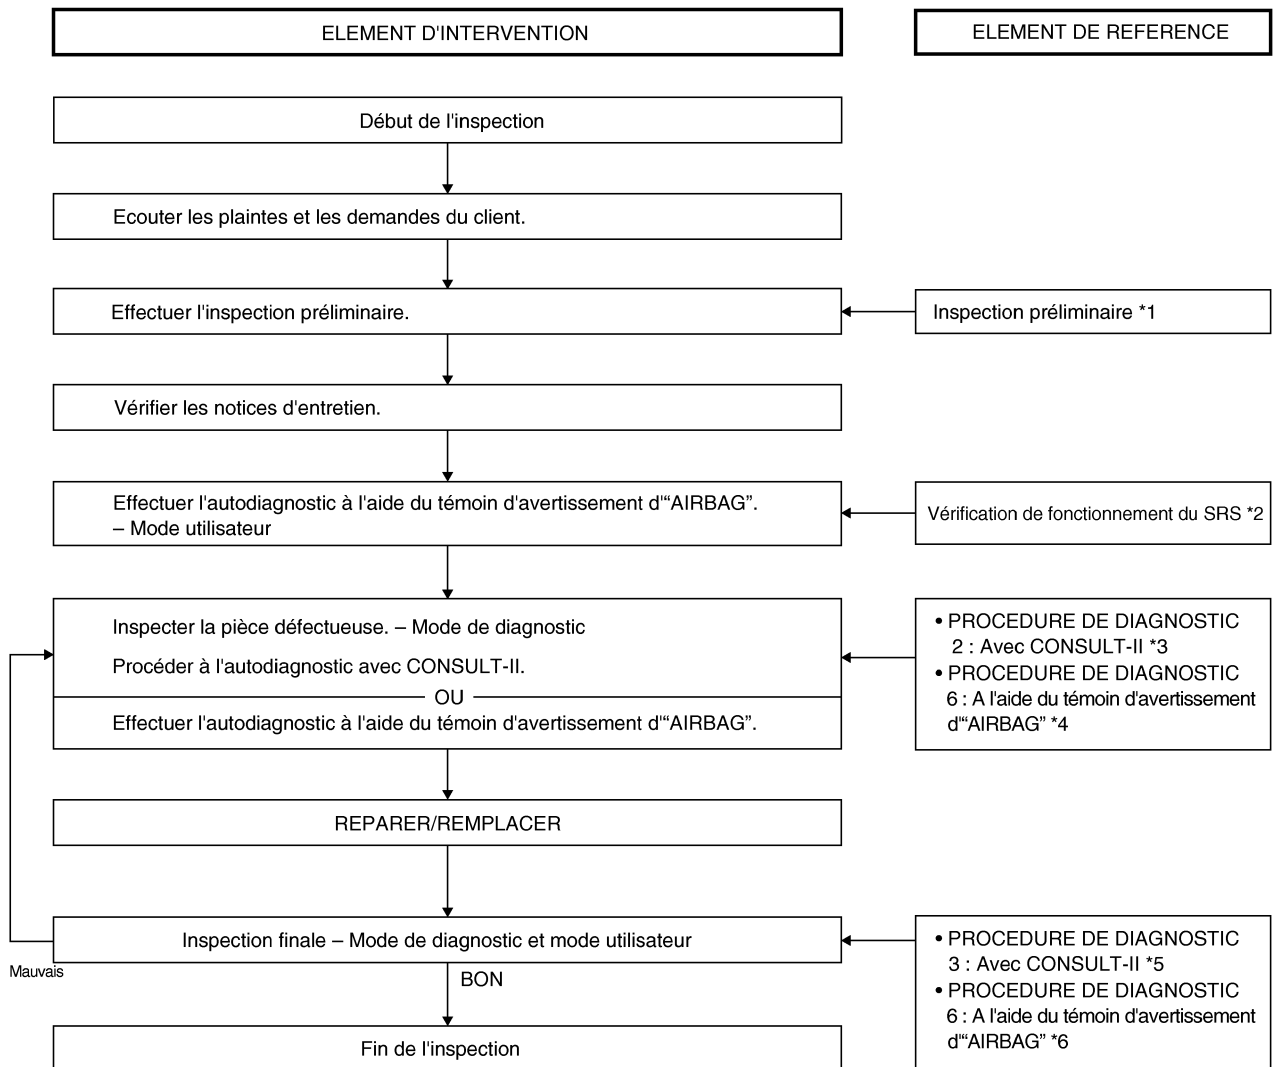 ELEMENT D'INTERVENTION
ELEMENT DE REFERENCE
Début de l'inspection
Ecouter les plaintes et les demandes du client.
Effectuer l'inspection préliminaire.
Inspection préliminaire *1
Vérifier les notices d'entretien.
Effectuer l'autodiagnostic à l'aide du témoin d'avertissement d'“AIRBAG”.
– Mode utilisateur
Vérification de fonctionnement du SRS *2
Inspecter la pièce défectueuse. – Mode de diagnostic
Procéder à l'autodiagnostic avec CONSULT-II.
OU
Effectuer l'autodiagnostic à l'aide du témoin d'avertissement d'“AIRBAG”.
• PROCEDURE DE DIAGNOSTIC
2 : Avec CONSULT-II *3
• PROCEDURE DE DIAGNOSTIC
6 : A l'aide du témoin d'avertissement
d'“AIRBAG” *4
REPARER/REMPLACER
Inspection finale – Mode de diagnostic et mode utilisateur
Mauvais
BON
• PROCEDURE DE DIAGNOSTIC
3 : Avec CONSULT-II *5
• PROCEDURE DE DIAGNOSTIC
6 : A l'aide du témoin d'avertissement
d'“AIRBAG” *6
Fin de l'inspection